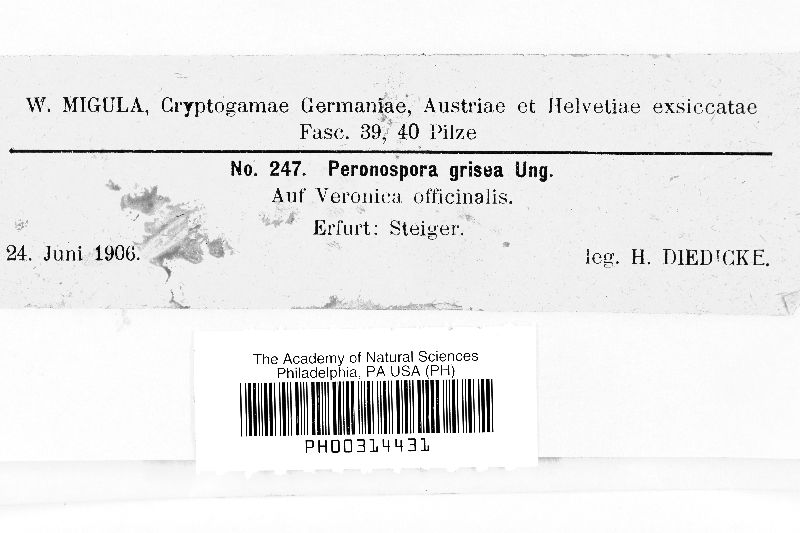 W. MIGULA, Cryptogamae Germaniae, Austriae et Helvetiae exsiccatae
Fasc. 39, 40 Pilze
No. 247. Peronospora grisea Ung.
Auf Veronica officinalis.
Erfurt: Steiger.
24. Juni 1906.
leg. H. DIEDICKE.
The Academy of Natural Sciences
Philadelphia, PA USA (PH)
PH00314431